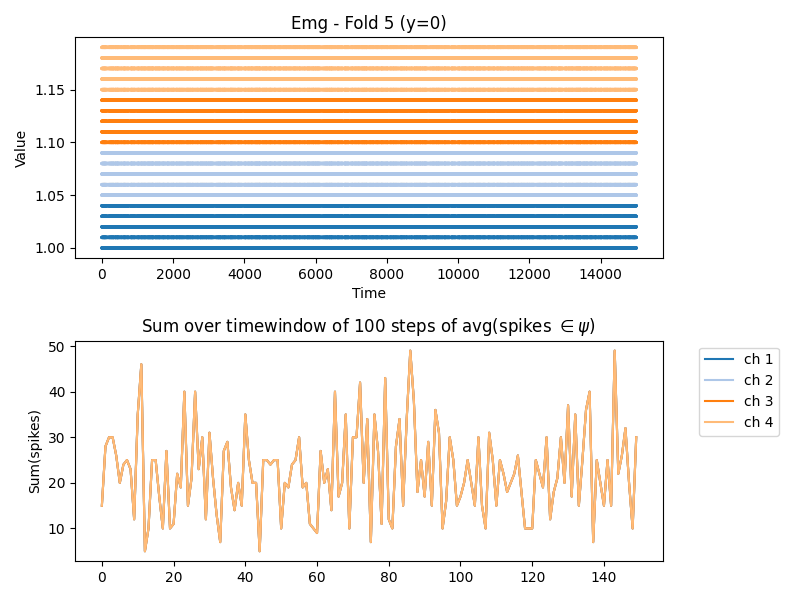 Emg - Fold 5 (y=0)
Value
1.15
1.10
1.05
1.00
0 2000 4000 6000 8000 10000 12000 14000
Time
Sum over timewindow of 100 steps of avg(spikes ∈ ψ)
Sum(spikes)
50
40
30
20
10
0 20 40 60 80 100 120 140
ch 1
ch 2
ch 3
ch 4